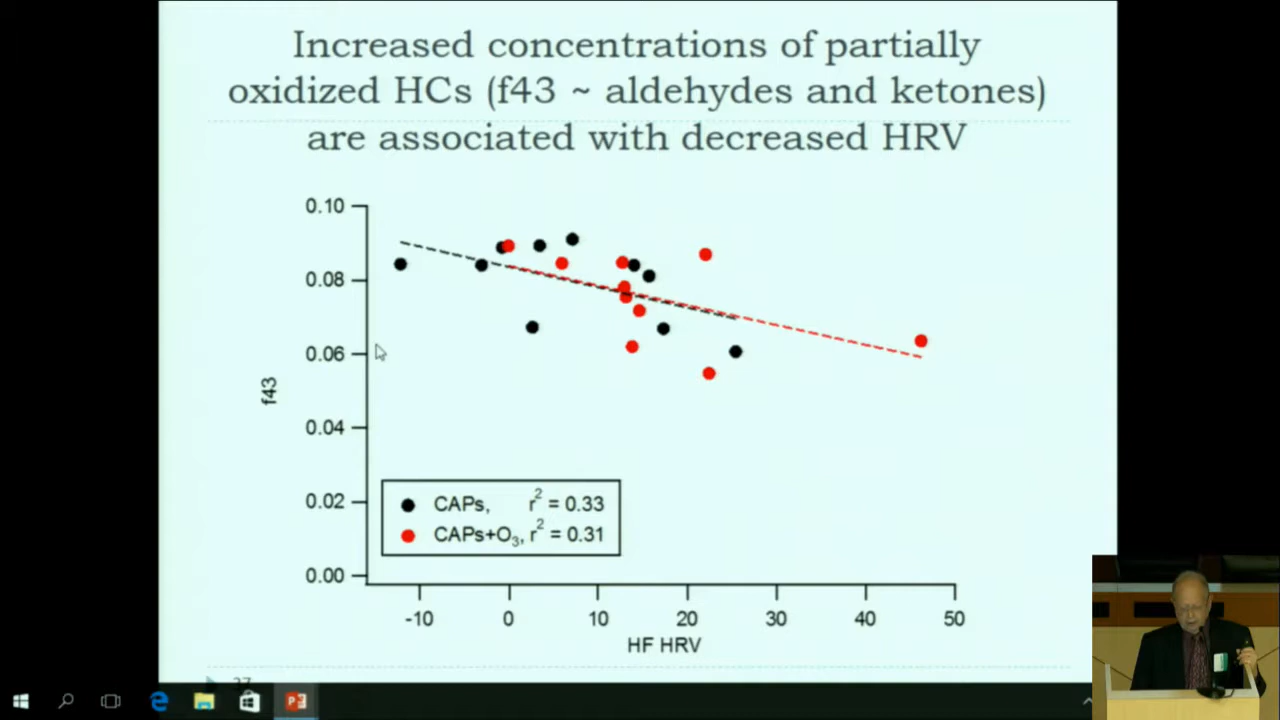 Increased concentrations of partially
oxidized HCs (f43 ~ aldehydes and ketones)
are associated with decreased HRV
0.10
0.08
0.06
0.04
0.02
0.00
f43
CAPs, r2 = 0.33
CAPs+O3, r2 = 0.31
-10 0 10 20 30 40 50
HF HRV
27